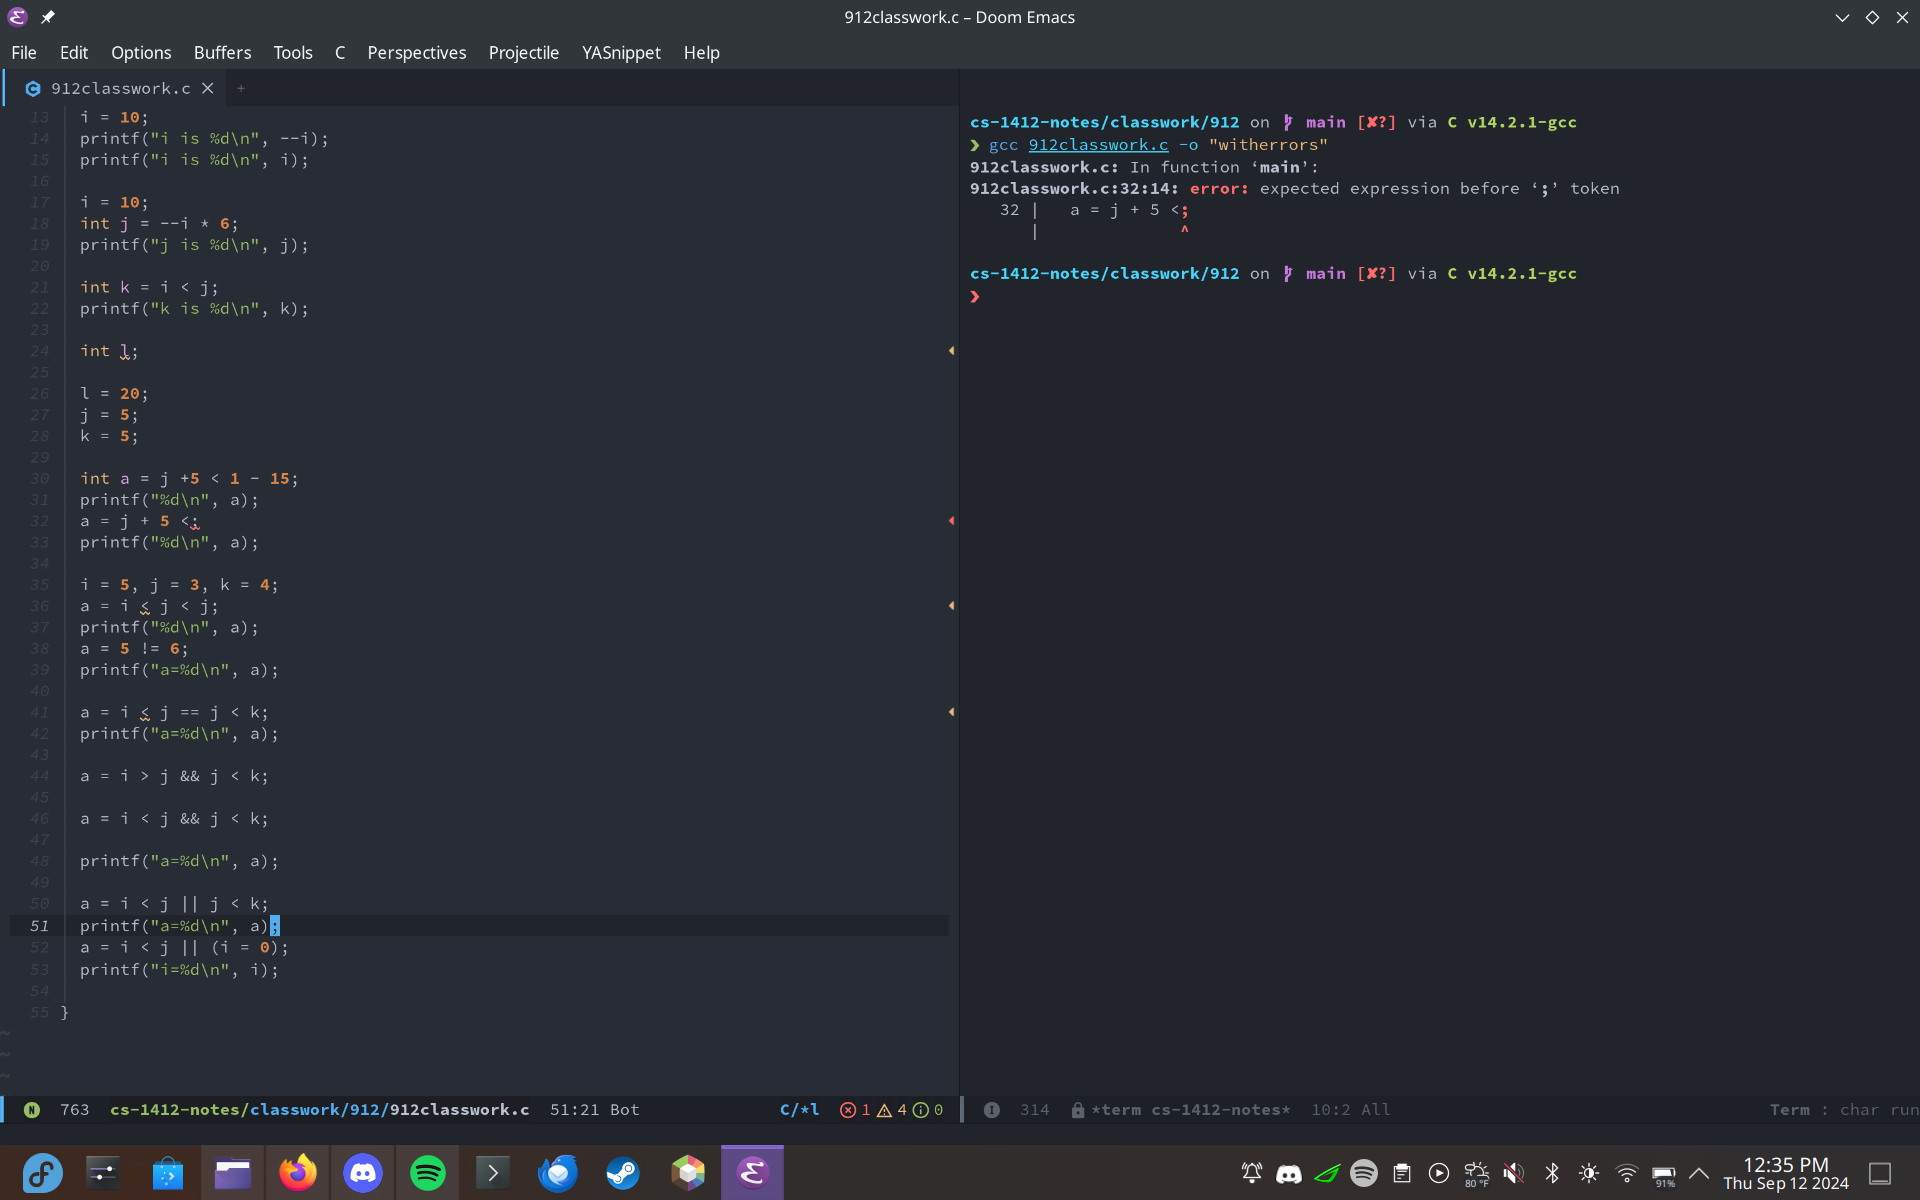 912classwork.c – Doom Emacs
File Edit Options Buffers Tools C Perspectives Projectile YASnippet Help
912classwork.c
13 i = 10;
14 printf("i is %d\n", --i);
15 printf("i is %d\n", i);
16
17 i = 10;
18 int j = --i * 6;
19 printf("j is %d\n", j);
20
21 int k = i < j;
22 printf("k is %d\n", k);
23
24 int l;
25
26 l = 20;
27 j = 5;
28 k = 5;
29
30 int a = j +5 < 1 - 15;
31 printf("%d\n", a);
32 a = j + 5 <;
33 printf("%d\n", a);
34
35 i = 5, j = 3, k = 4;
36 a = i < j < j;
37 printf("%d\n", a);
38 a = 5 != 6;
39 printf("a=%d\n", a);
40
41 a = i < j == j < k;
42 printf("a=%d\n", a);
43
44 a = i > j && j < k;
45
46 a = i < j && j < k;
47
48 printf("a=%d\n", a);
49
50 a = i < j || j < k;
51 printf("a=%d\n", a);
52 a = i < j || (i = 0);
53 printf("i=%d\n", i);
54
55 }
~
~
~
N 763 cs-1412-notes/classwork/912/912classwork.c 51:21 Bot C/*l 1 4 0
cs-1412-notes/classwork/912 on main [✘?] via C v14.2.1-gcc
❯ gcc 912classwork.c -o "witherrors"
912classwork.c: In function ‘main’:
912classwork.c:32:14: error: expected expression before ‘;’ token
32 | a = j + 5 <;
| ^
cs-1412-notes/classwork/912 on main [✘?] via C v14.2.1-gcc
❯
I 314 *term cs-1412-notes* 10:2 All Term : char run
80 °F
91%
12:35 PM
Thu Sep 12 2024